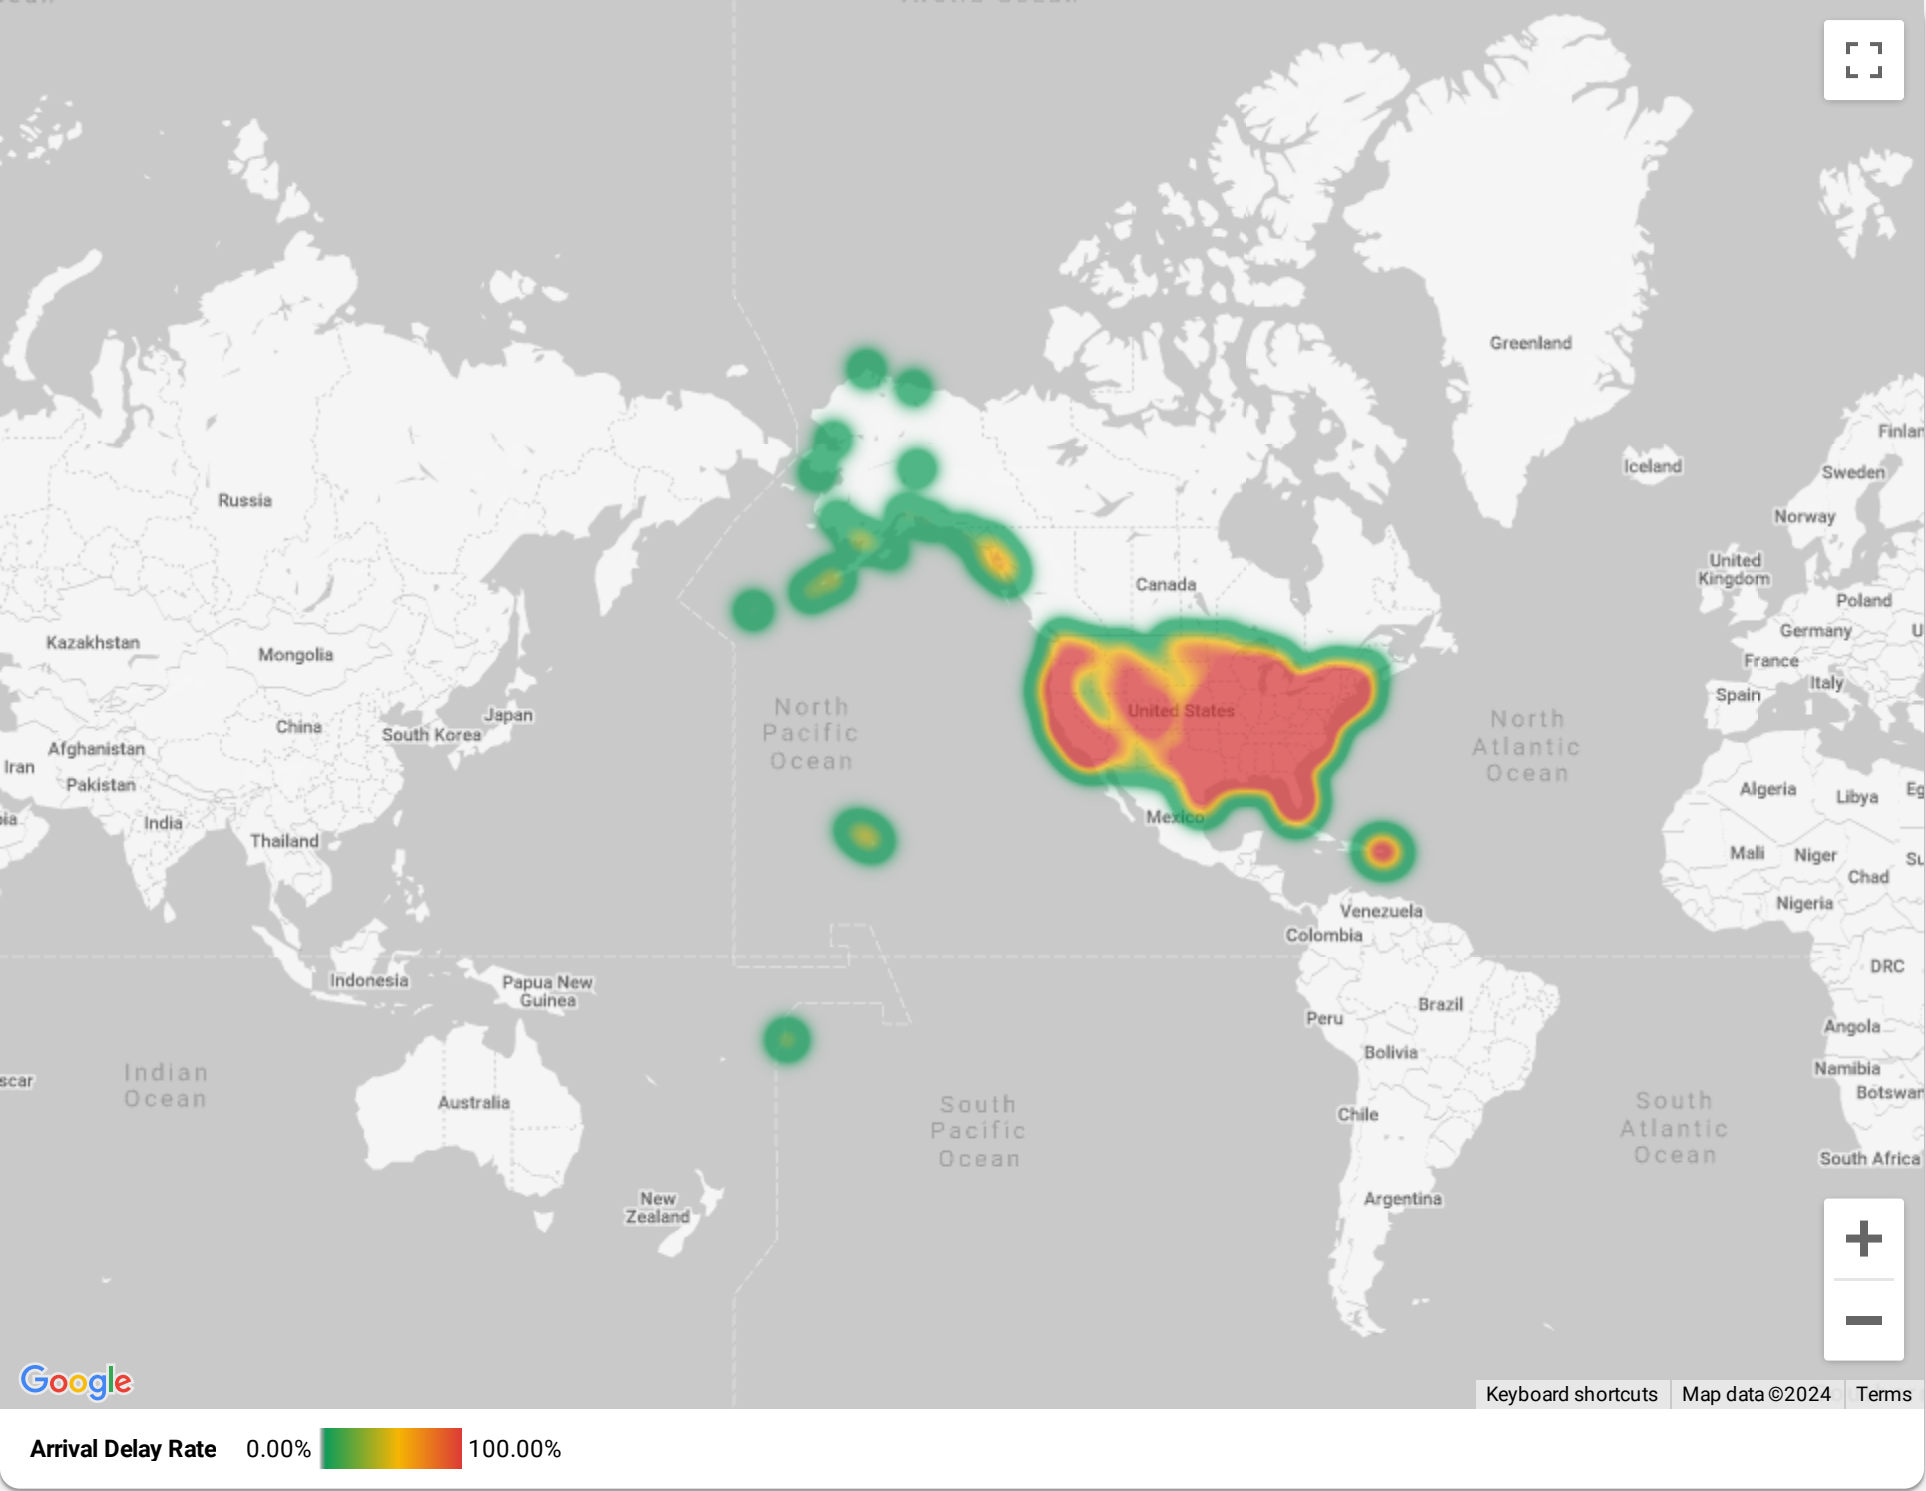 Greenland
Finlan
Iceland
Sweden
Russia
Norway
United
Kingdom
Canada
Poland
Germany
U
Kazakhstan
Mongolia
France
Italy
Spain
North
Pacific
Ocean
United States
North
Atlantic
Ocean
Japan
China
South Korea
Afghanistan
Iran
Pakistan
Algeria
Libya
Eg
India
Mexico
Thailand
Mali
Niger
Su
Chad
Nigeria
Venezuela
Colombia
Indonesia
Papua New
Guinea
DRC
Brazil
Peru
Angola
Bolivia
Namibia
Botswar
Indian
Ocean
scar
Australia
South
Pacific
Ocean
Chile
South
Atlantic
Ocean
South Africa
New
Zealand
Argentina
Google
Keyboard shortcuts
Map data ©2024
Terms
Arrival Delay Rate 0.00% 100.00%